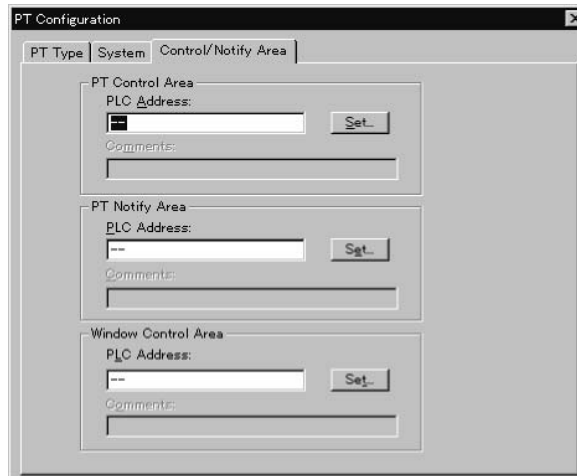 PT Configuration
PT Type System Control/Notify Area
PT Control Area
PLC Address:
--
Set...
Comments:
PT Notify Area
PLC Address:
--
Set...
Comments:
Window Control Area
PLC Address:
--
Set...
Comments: